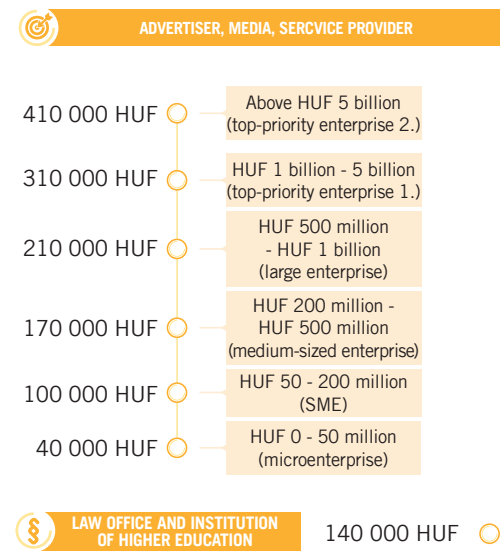 ADVERTISER, MEDIA, SERCVICE PROVIDER
410 000 HUF
Above HUF 5 billion
(top-priority enterprise 2.)
310 000 HUF
HUF 1 billion - 5 billion
(top-priority enterprise 1.)
210 000 HUF
HUF 500 million
- HUF 1 billion
(large enterprise)
170 000 HUF
HUF 200 million -
HUF 500 million
(medium-sized enterprise)
100 000 HUF
HUF 50 - 200 million
(SME)
40 000 HUF
HUF 0 - 50 million
(microenterprise)
§
LAW OFFICE AND INSTITUTION
OF HIGHER EDUCATION
140 000 HUF